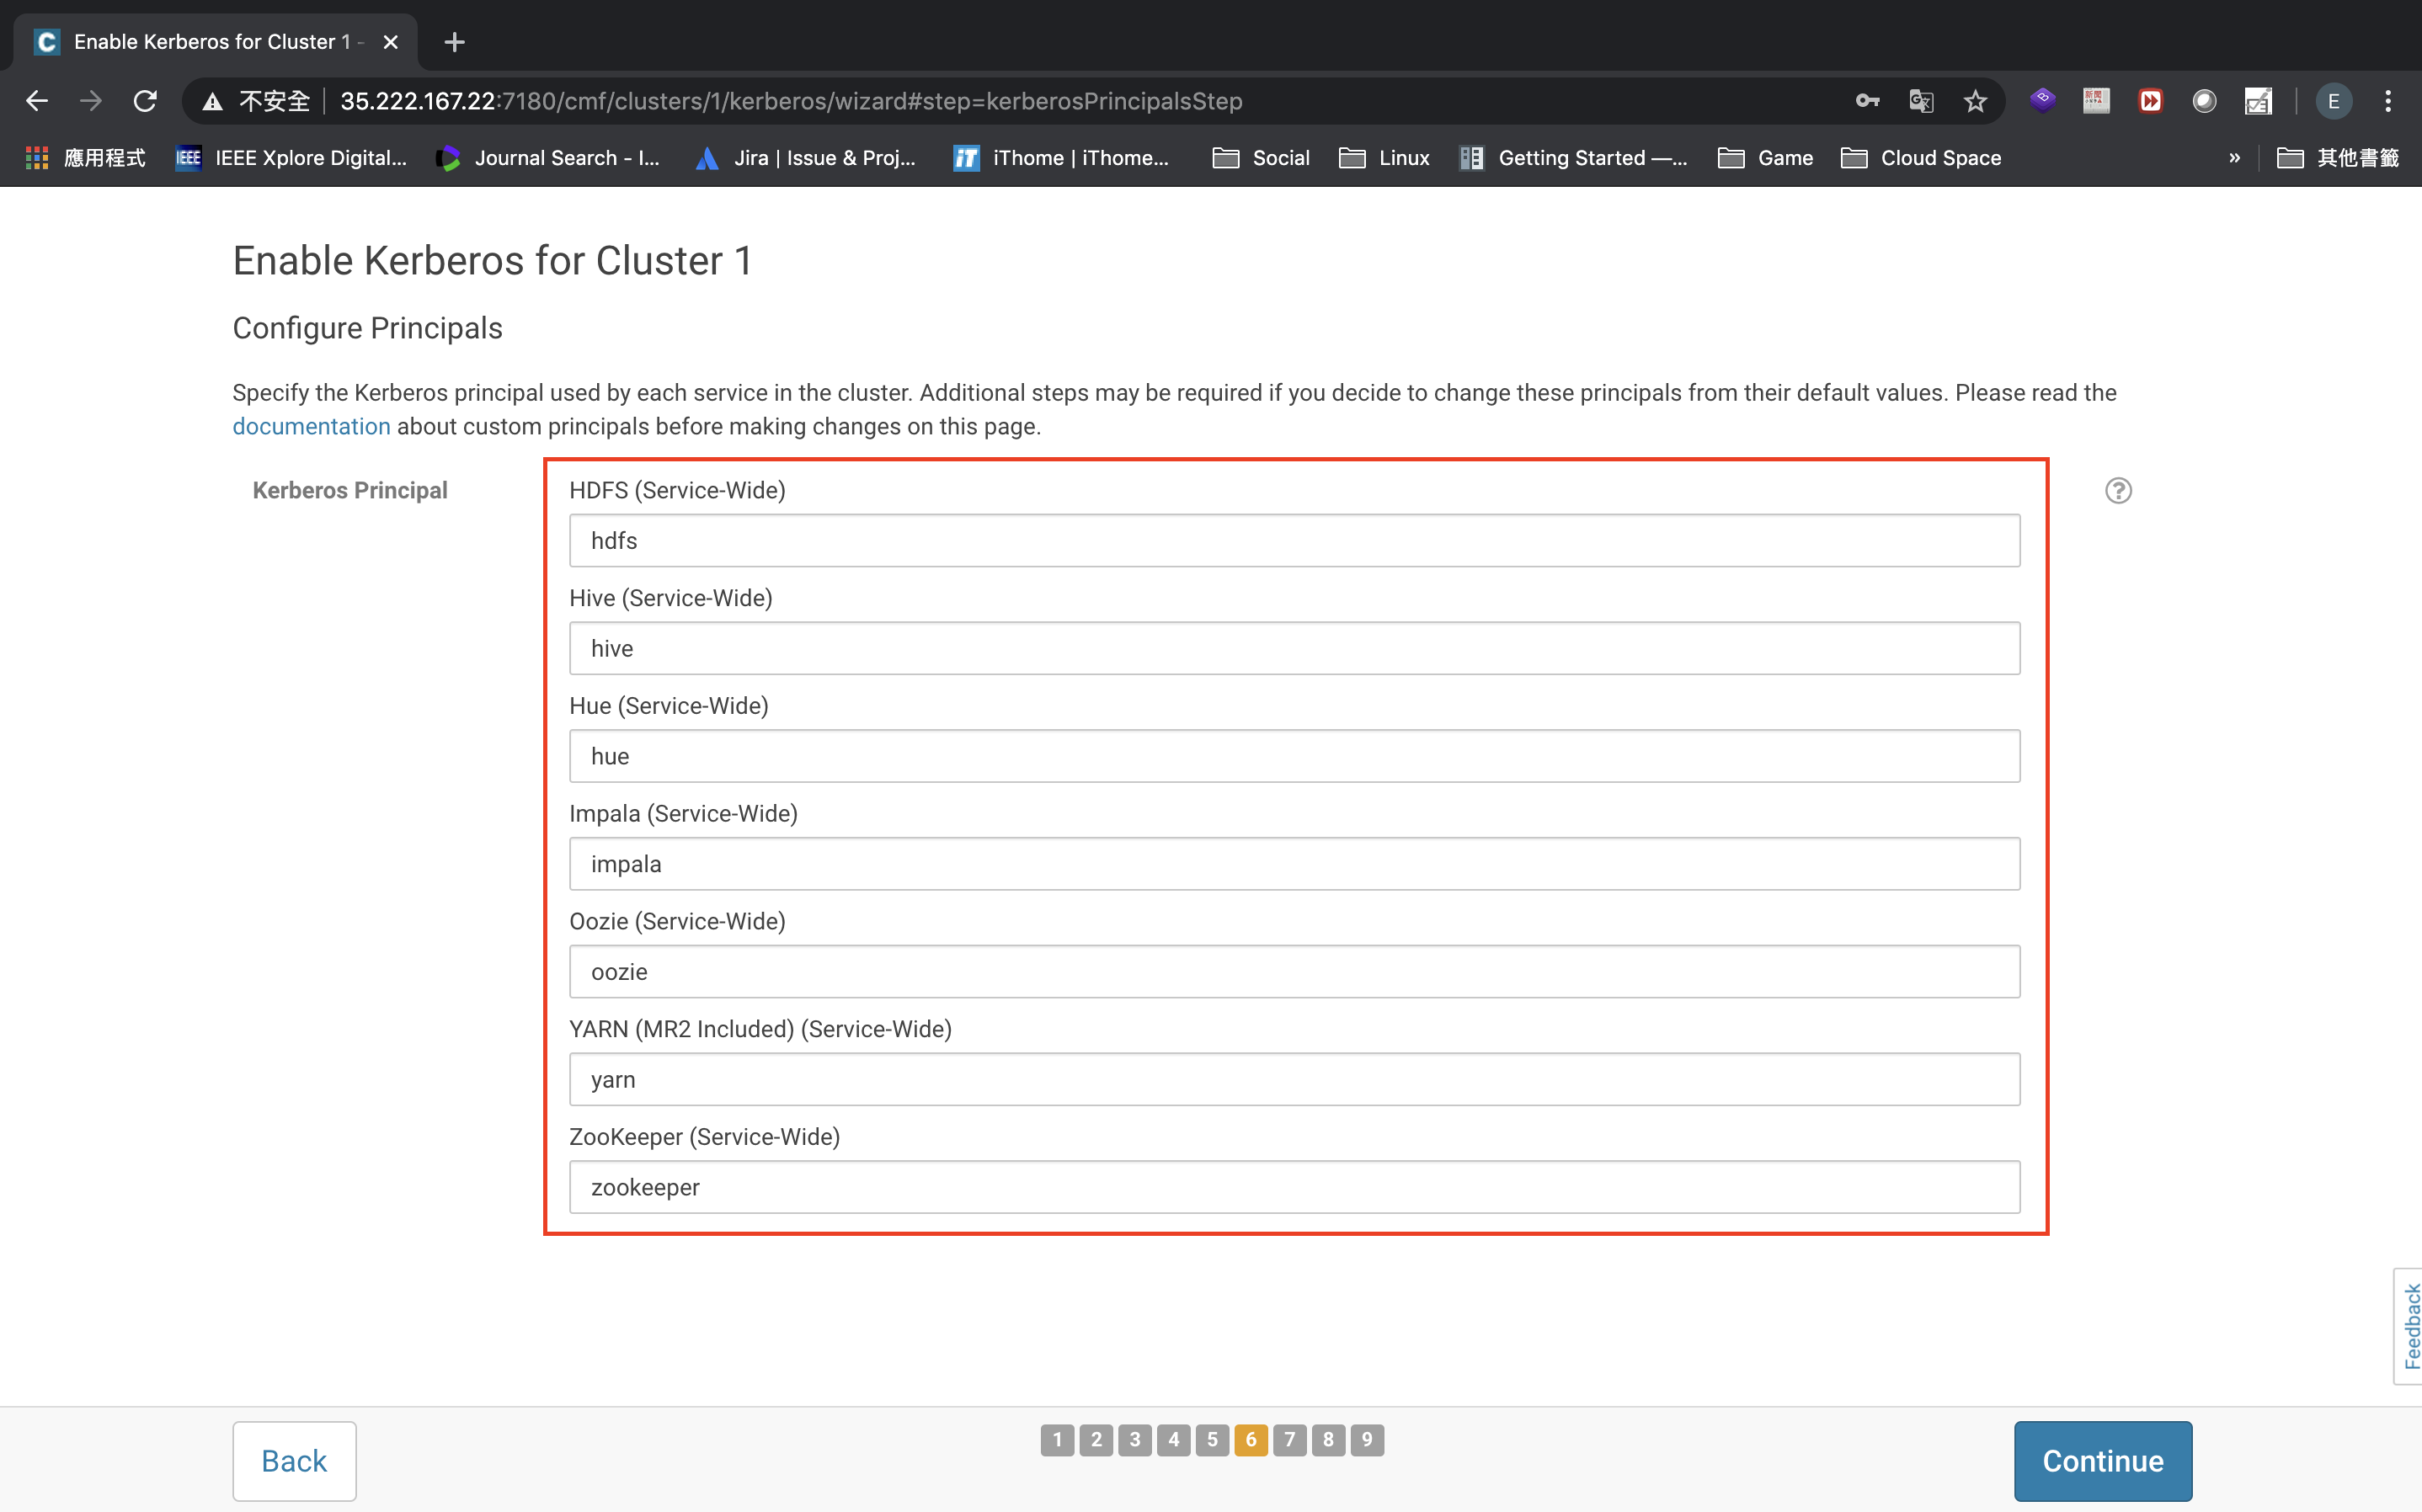 Enable Kerberos for Cluster 1 -
不安全 35.222.167.22:7180/cmf/clusters/1/kerberos/wizard#step=kerberosPrincipalsStep
E
應用程式 IEEE Xplore Digital... Journal Search - I... Jira | Issue & Proj... iThome | iThome... Social Linux Getting Started —... Game Cloud Space » 其他書籤
Enable Kerberos for Cluster 1
Configure Principals
Specify the Kerberos principal used by each service in the cluster. Additional steps may be required if you decide to change these principals from their default values. Please read the
documentation about custom principals before making changes on this page.
Kerberos Principal
HDFS (Service-Wide)
hdfs
Hive (Service-Wide)
hive
Hue (Service-Wide)
hue
Impala (Service-Wide)
impala
Oozie (Service-Wide)
oozie
YARN (MR2 Included) (Service-Wide)
yarn
ZooKeeper (Service-Wide)
zookeeper
Feedback
Back
1 2 3 4 5 6 7 8 9
Continue